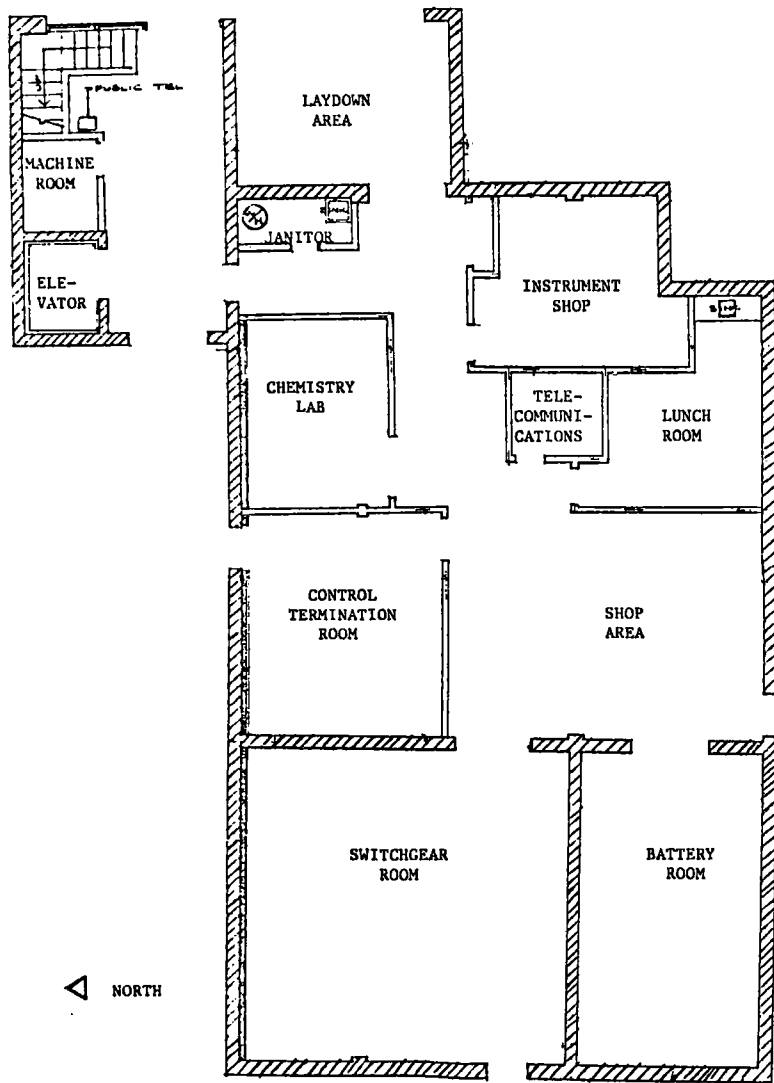 PUBLIC TEL
LAYDOWN
AREA
MACHINE
ROOM
JANITOR
ELE-
VATOR
INSTRUMENT
SHOP
CHEMISTRY
LAB
TELE-
COMMUNI-
CATIONS
LUNCH
ROOM
CONTROL
TERMINATION
ROOM
SHOP
AREA
SWITCHGEAR
ROOM
BATTERY
ROOM
NORTH